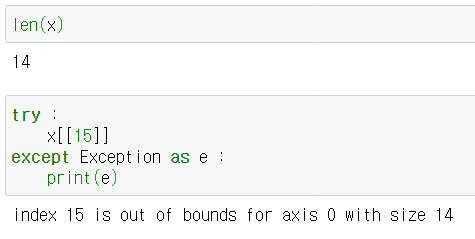 len(x)
14
try :
    x[[15]]
except Exception as e :
    print(e)
index 15 is out of bounds for axis 0 with size 14